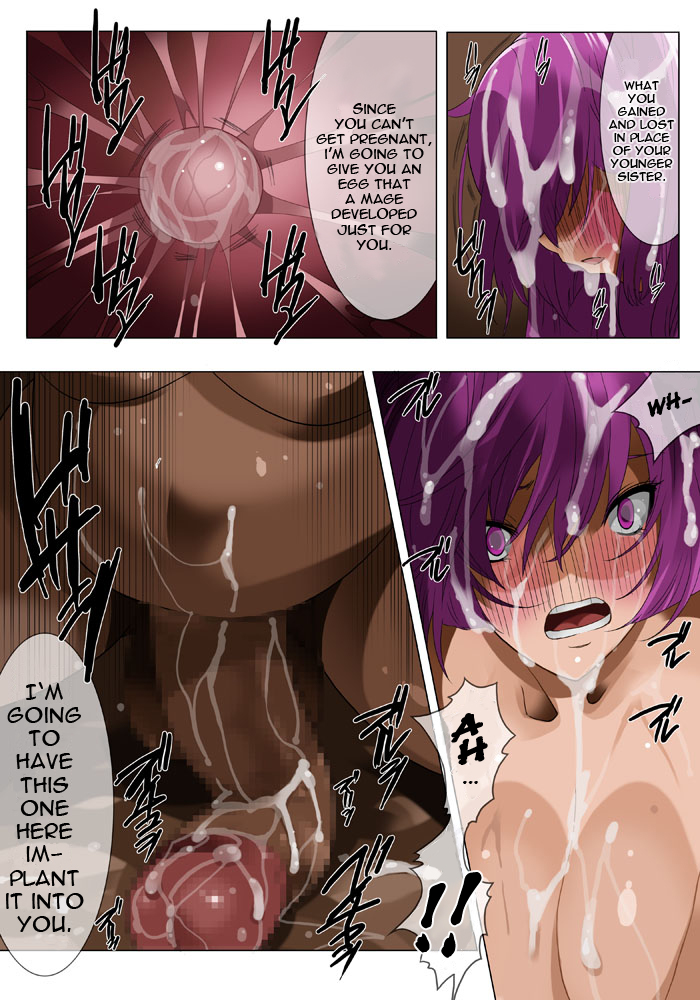 SINCE
YOU CAN'T
GET PREGNANT,
I'M GOING TO
GIVE YOU AN
EGG THAT
A MAGE
DEVELOPED
JUST FOR
YOU.
WHAT
YOU
GAINED
AND LOST
IN PLACE
OF YOUR
YOUNGER
SISTER.
WH-
AH
...
!!
I'M
GOING
TO
HAVE
THIS
ONE
HERE
IM-
PLANT
IT INTO
YOU.